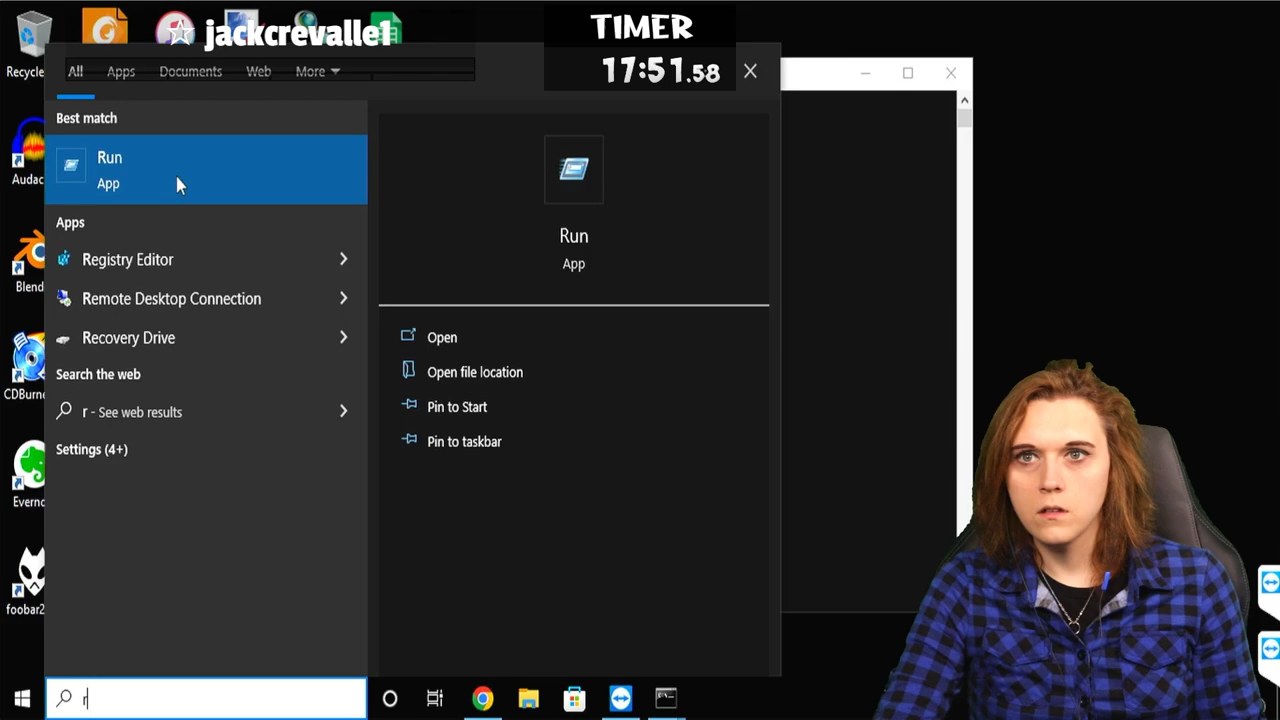 jackcrevalle1
TIMER
17:51.58
Recycle
All Apps Documents Web More
Best match
Run
App
Audac
Apps
Registry Editor
Remote Desktop Connection
Recovery Drive
Search the web
r - See web results
Settings (4+)
Run
App
Open
Open file location
Pin to Start
Pin to taskbar
Blend
CDBurne
Everno
foobar2
r